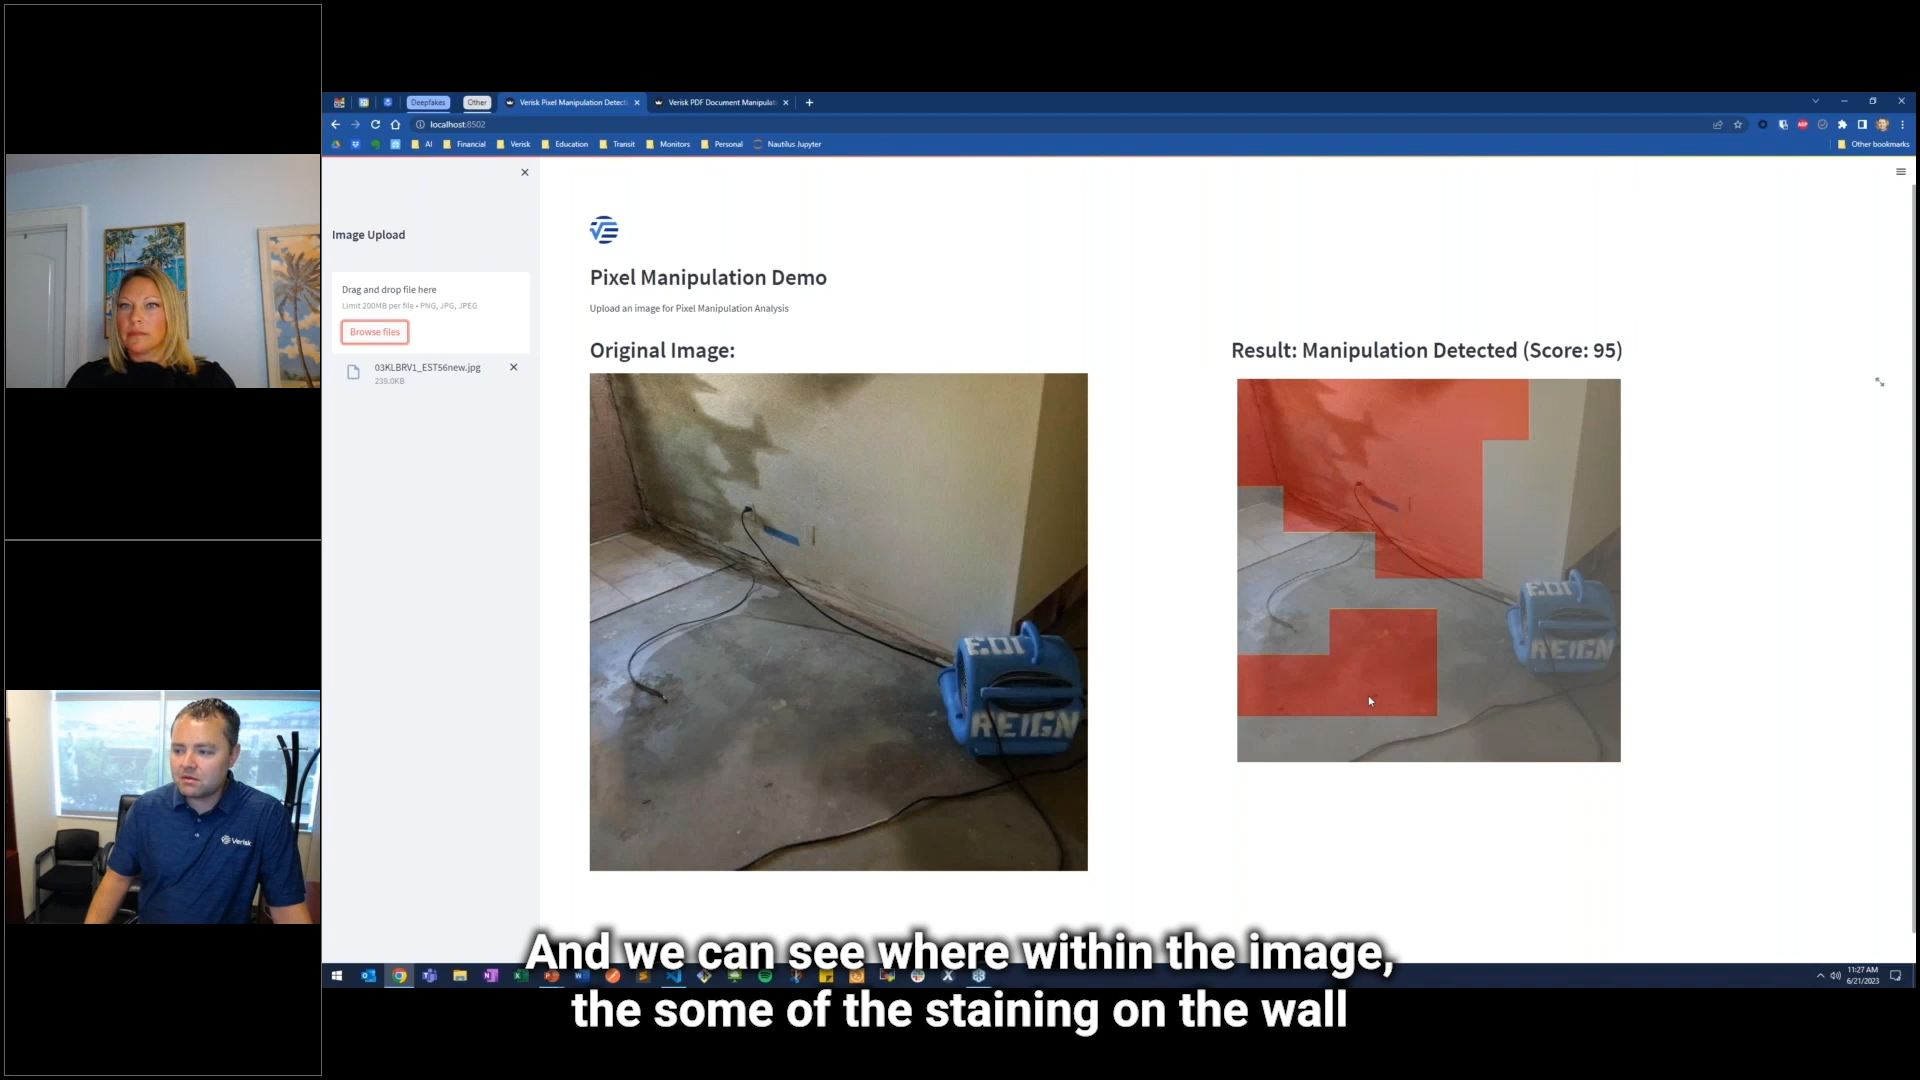 Deepfakes
Other
Verisk Pixel Manipulation Detecti
Verisk PDF Document Manipulat
localhost:8502
AI
Financial
Verisk
Education
Transit
Monitors
Personal
Nautilus Jupyter
Other bookmarks
Image Upload
Drag and drop file here
Limit 200MB per file • PNG, JPG, JPEG
Browse files
03KLBRV1_EST56new.jpg
239.0KB
Pixel Manipulation Demo
Upload an image for Pixel Manipulation Analysis
Original Image:
Result: Manipulation Detected (Score: 95)
REIGN
REIGN
Verisk
And we can see where within the image,
the some of the staining on the wall
11:27 AM
6/21/2023